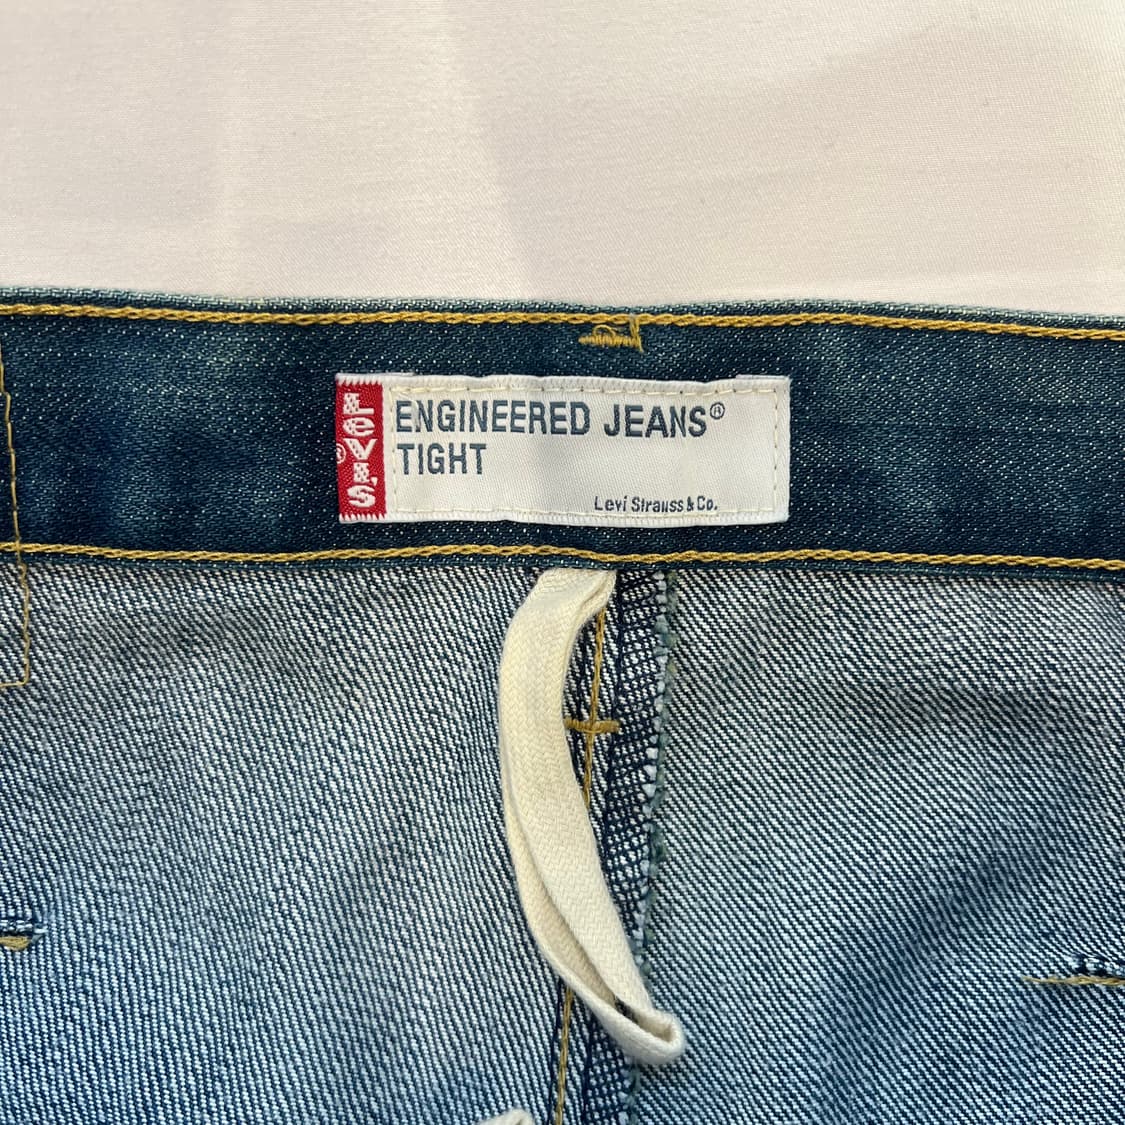 LEVI'S®
ENGINEERED JEANS®
TIGHT
Levi Strauss & Co.